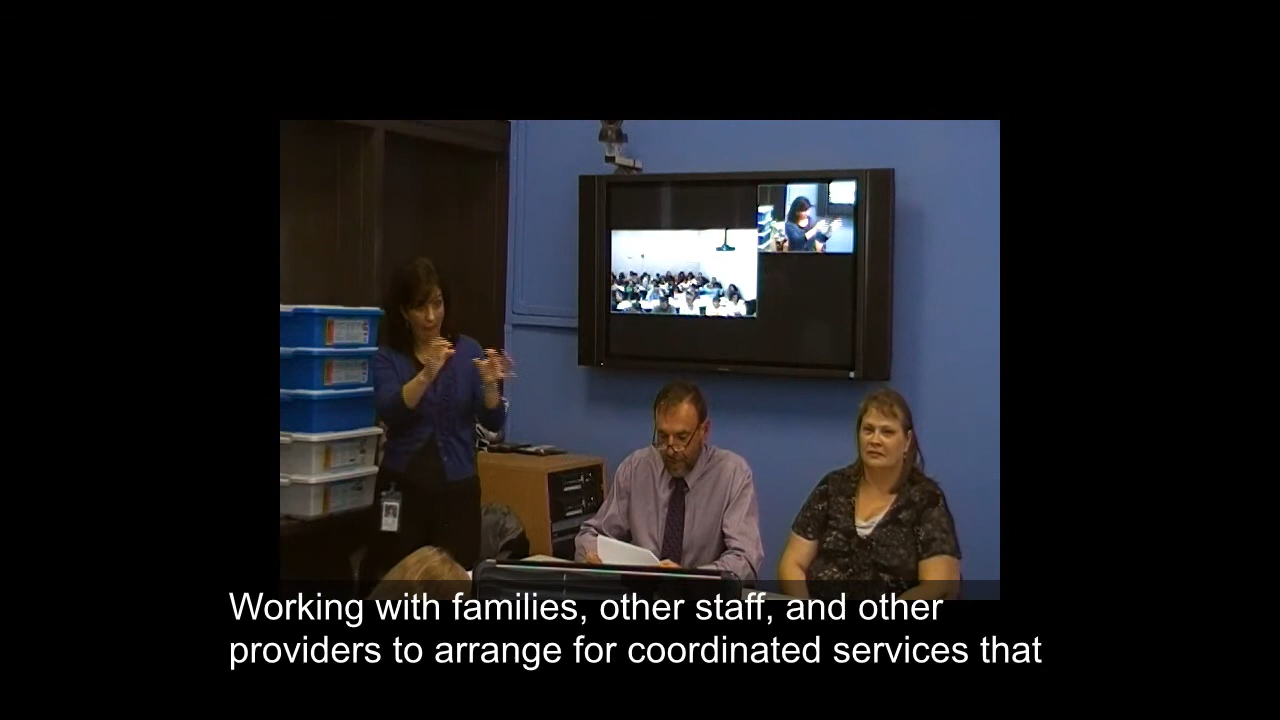 Working with families, other staff, and other
providers to arrange for coordinated services that